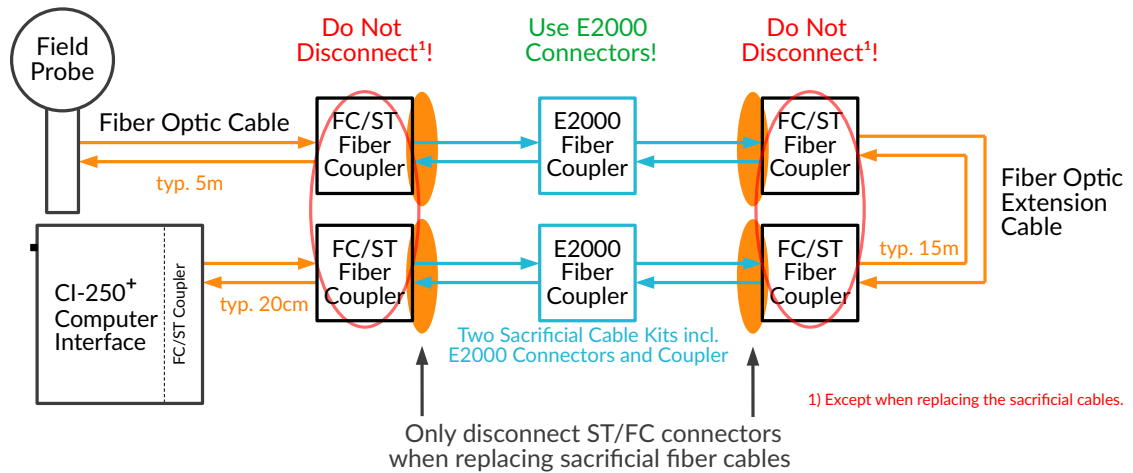 Field
Probe
Do Not
Disconnect¹!
Use E2000
Connectors!
Do Not
Disconnect¹!
Fiber Optic Cable
typ. 5m
FC/ST
Fiber
Coupler
E2000
Fiber
Coupler
FC/ST
Fiber
Coupler
Fiber Optic
Extension
Cable
CI-250⁺
Computer
Interface
FC/ST Coupler
typ. 20cm
FC/ST
Fiber
Coupler
E2000
Fiber
Coupler
FC/ST
Fiber
Coupler
typ. 15m
Two Sacrificial Cable Kits incl.
E2000 Connectors and Coupler
1) Except when replacing the sacrificial cables.
Only disconnect ST/FC connectors
when replacing sacrificial fiber cables